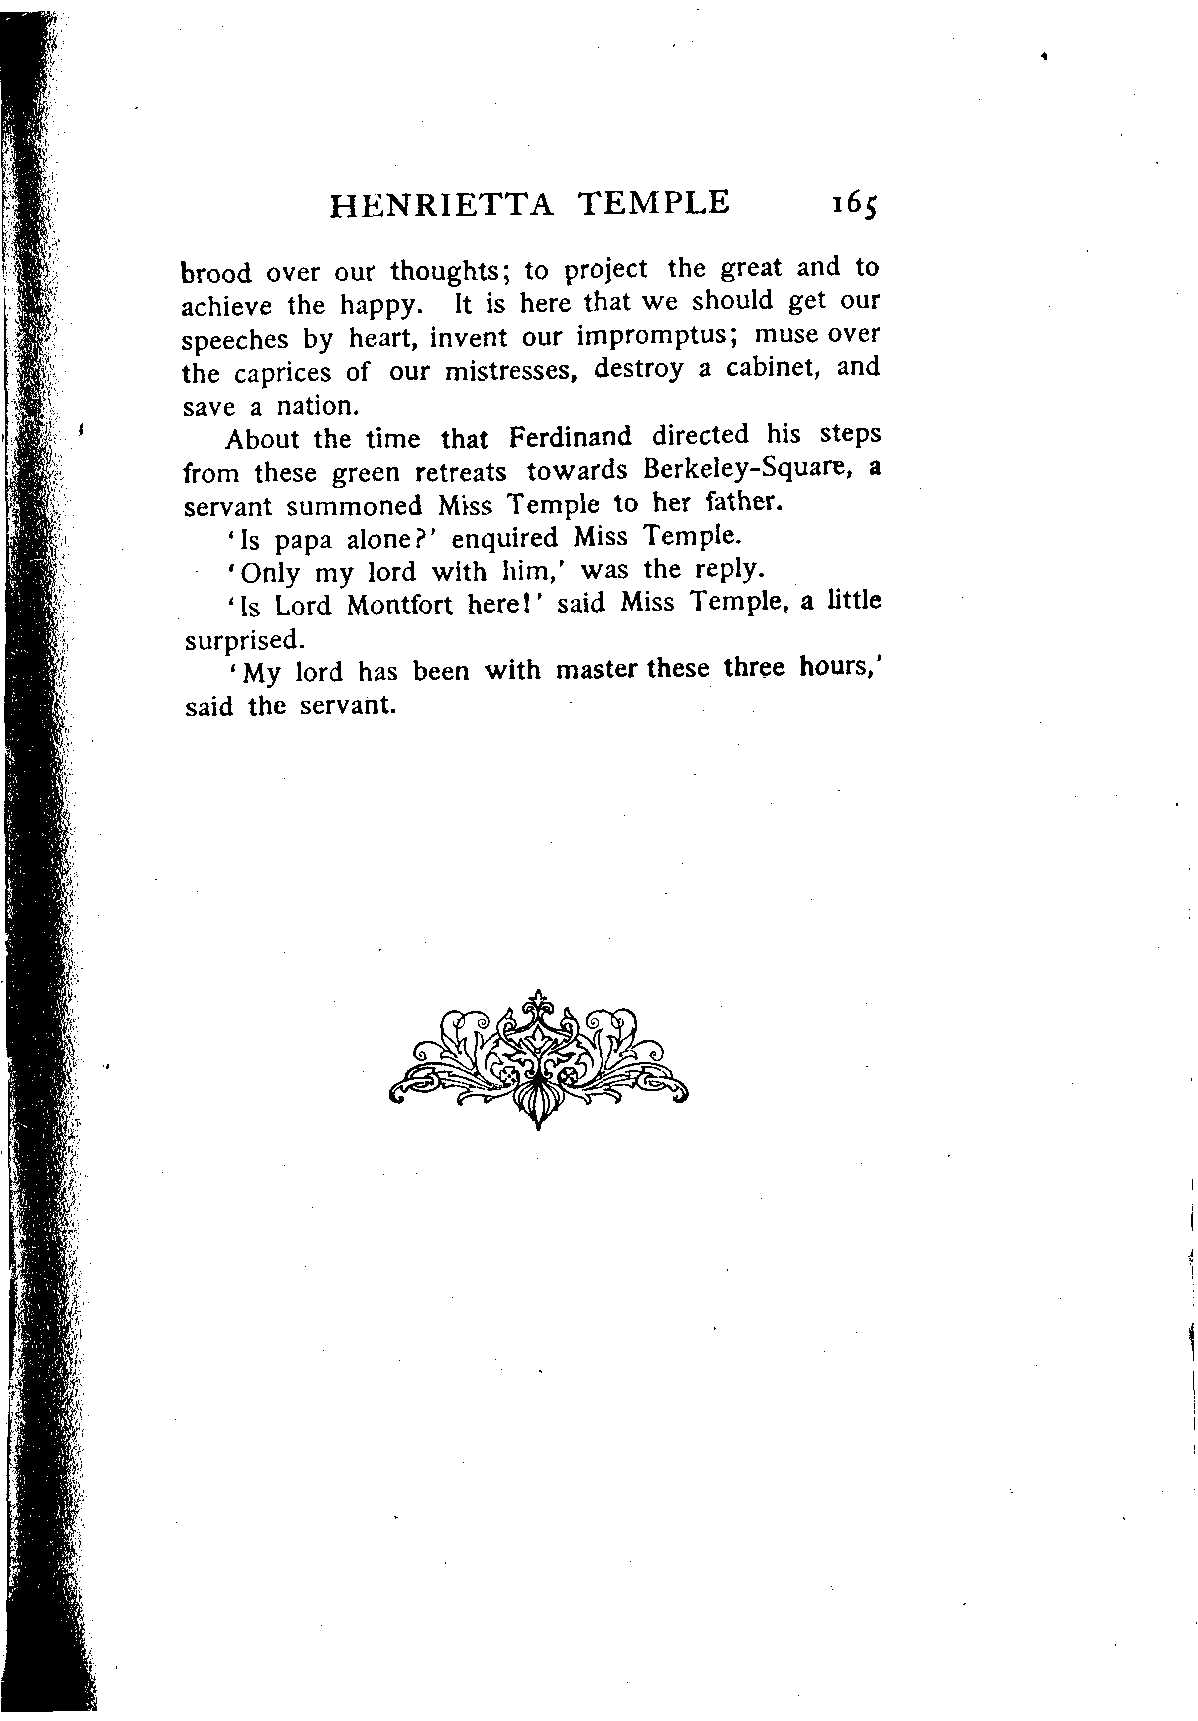 HENRIETTA TEMPLE 165
brood over our thoughts; to project the great and to
achieve the happy. It is here that we should get our
speeches by heart, invent our impromptus; muse over
the caprices of our mistresses, destroy a cabinet, and
save a nation.
About the time that Ferdinand directed his steps
from these green retreats towards Berkeley-Square, a
servant summoned Miss Temple to her father.
‘Is papa alone?’ enquired Miss Temple.
‘Only my lord with him,’ was the reply.
‘Is Lord Montfort here!’ said Miss Temple, a little
surprised.
‘My lord has been with master these three hours,’
said the servant.